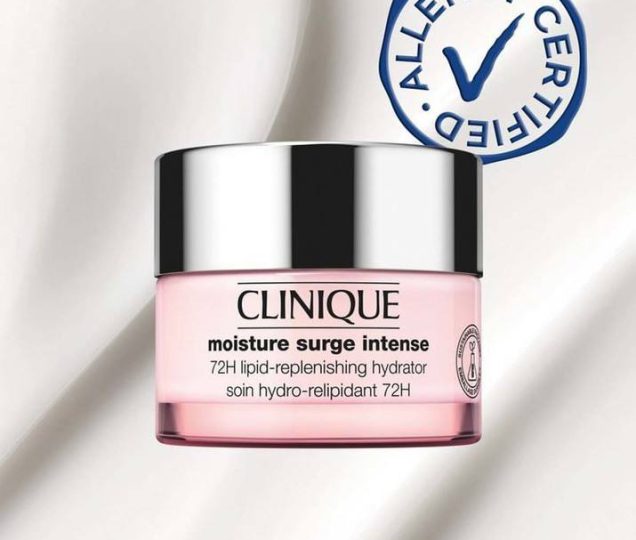 CERTIFIED
CLINIQUE
moisture surge intense
72H lipid-replenishing hydrator
soin hydro-relipidant 72H